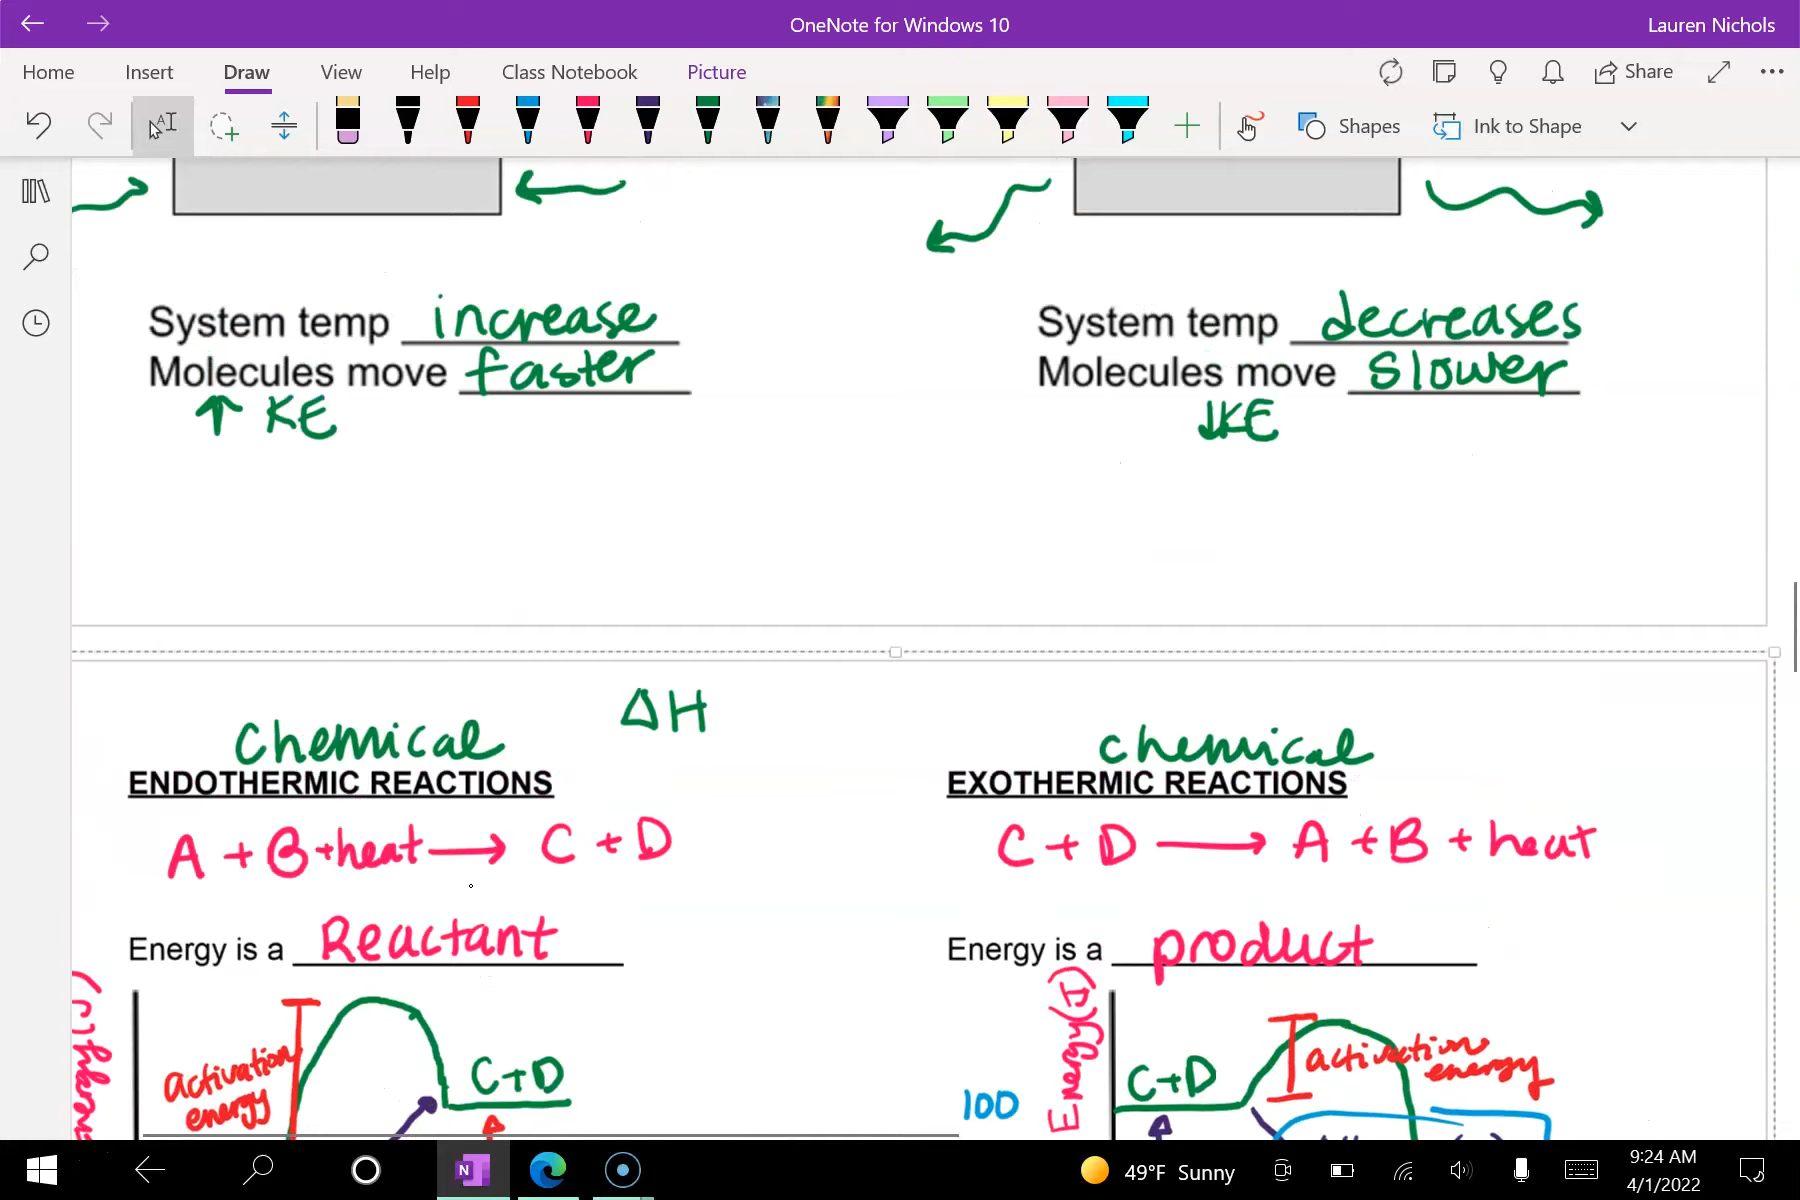 OneNote for Windows 10
Lauren Nichols
Home Insert Draw View Help Class Notebook Picture
Share
Shapes
Ink to Shape
System temp increase
Molecules move faster
↑ KE
System temp decreases
Molecules move slower
↓KE
ΔH
Chemical
ENDOTHERMIC REACTIONS
A + B + heat → C + D
Energy is a Reactant
activation
energy
C+D
chemical
EXOTHERMIC REACTIONS
C + D → A + B + heat
Energy is a product
Energy(J)
100
C+D
activation
energy
49°F Sunny
9:24 AM
4/1/2022